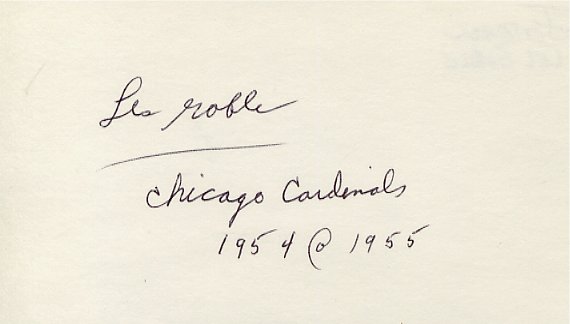 Les Roble
Chicago Cardinals
1954 @ 1955